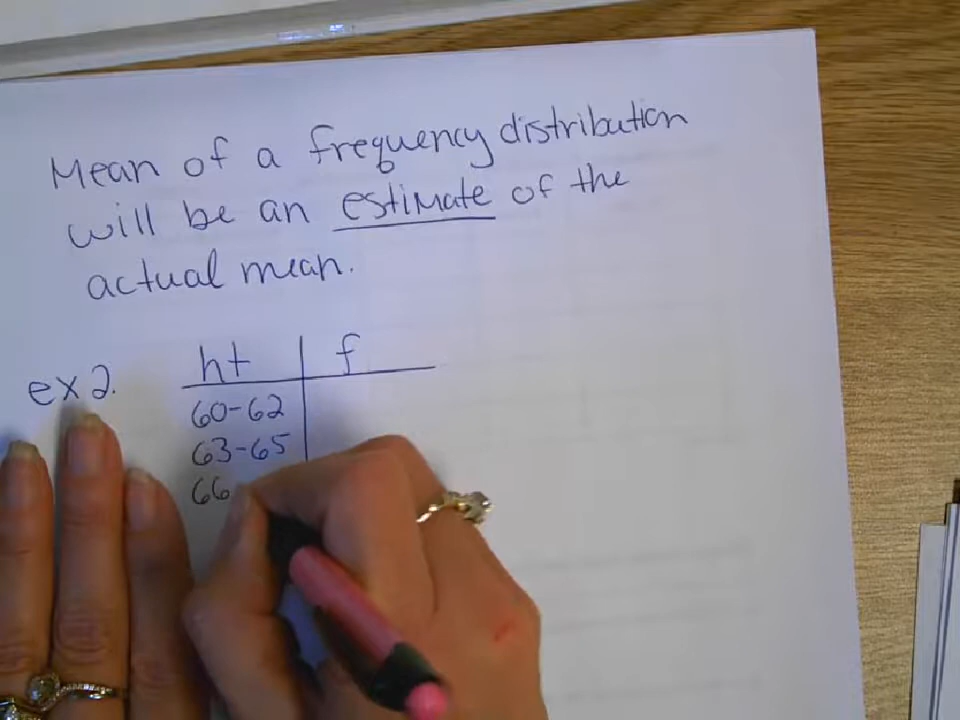 Mean of a frequency distribution
will be an estimate of the
actual mean.
ex 2. ht f
60-62
63-65
66